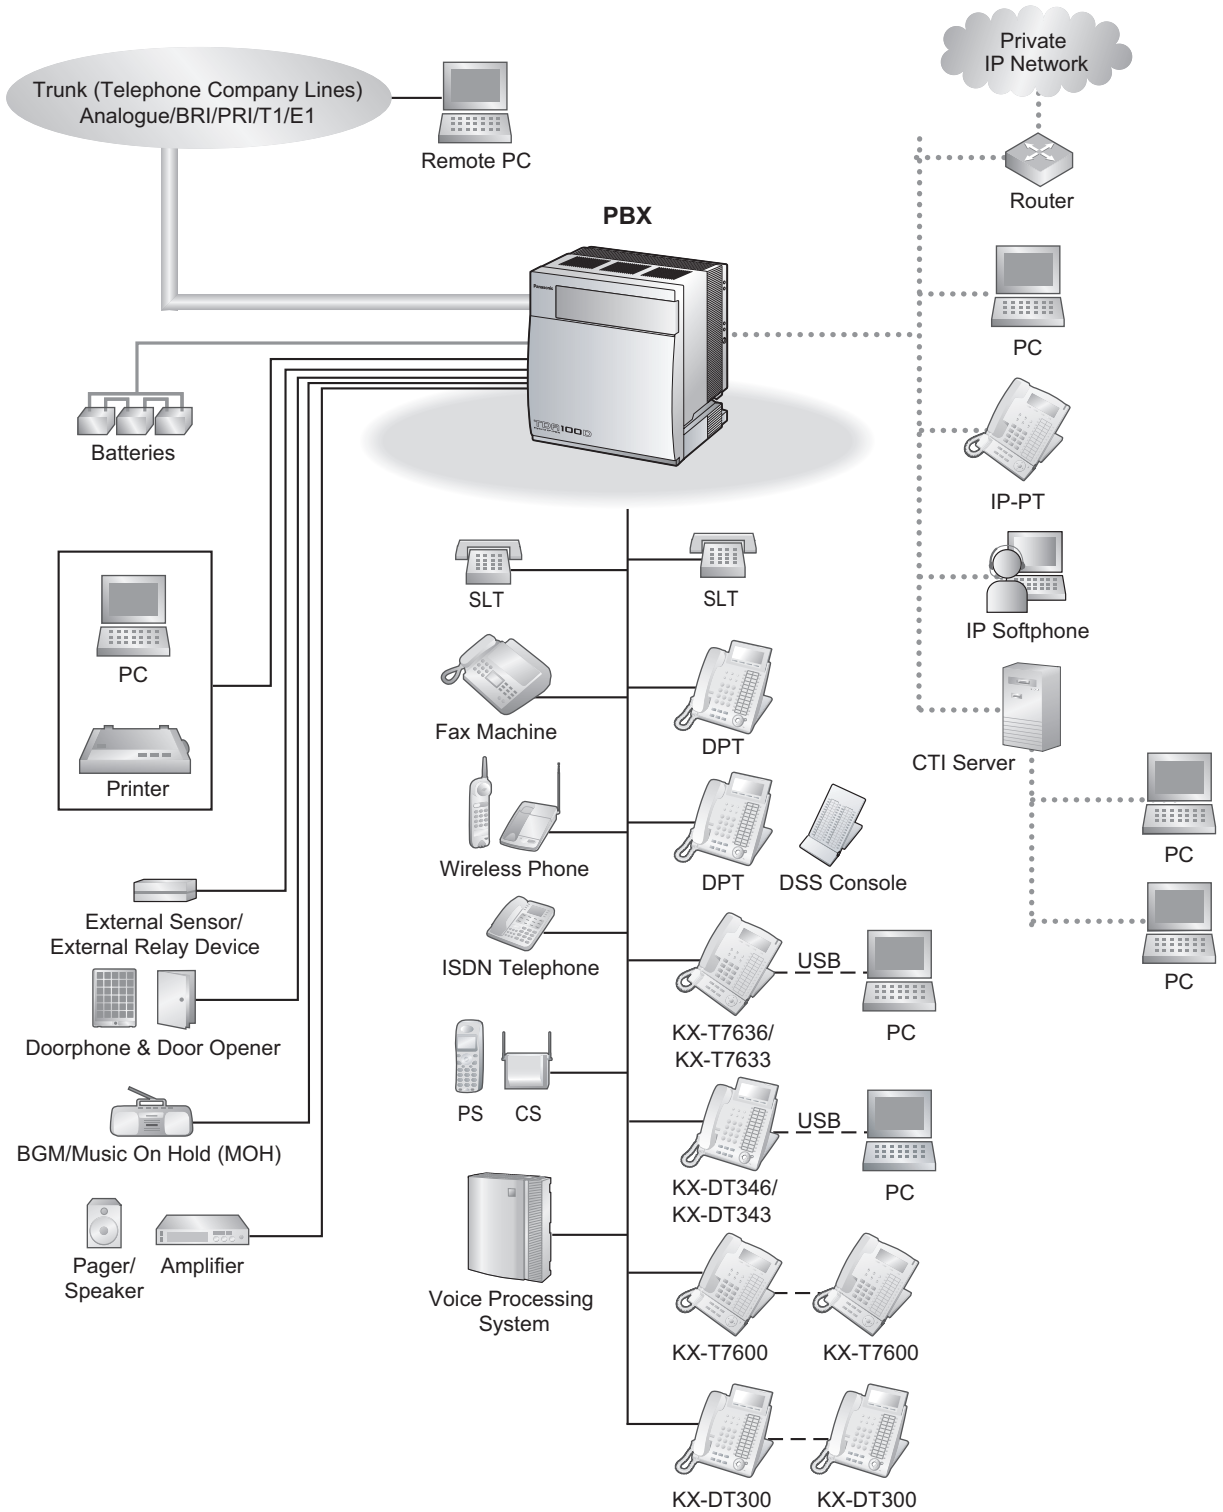 Private
IP Network
Trunk (Telephone Company Lines)
Analogue/BRI/PRI/T1/E1
Remote PC
Router
PBX
Panasonic
PC
TDA100D
Batteries
IP-PT
SLT
SLT
IP Softphone
PC
Fax Machine
DPT
CTI Server
Printer
PC
Wireless Phone
DPT
DSS Console
External Sensor/
External Relay Device
ISDN Telephone
USB
PC
Doorphone & Door Opener
KX-T7636/
KX-T7633
PC
PS
CS
USB
BGM/Music On Hold (MOH)
KX-DT346/
KX-DT343
PC
Pager/
Speaker
Amplifier
Voice Processing
System
KX-T7600
KX-T7600
KX-DT300
KX-DT300